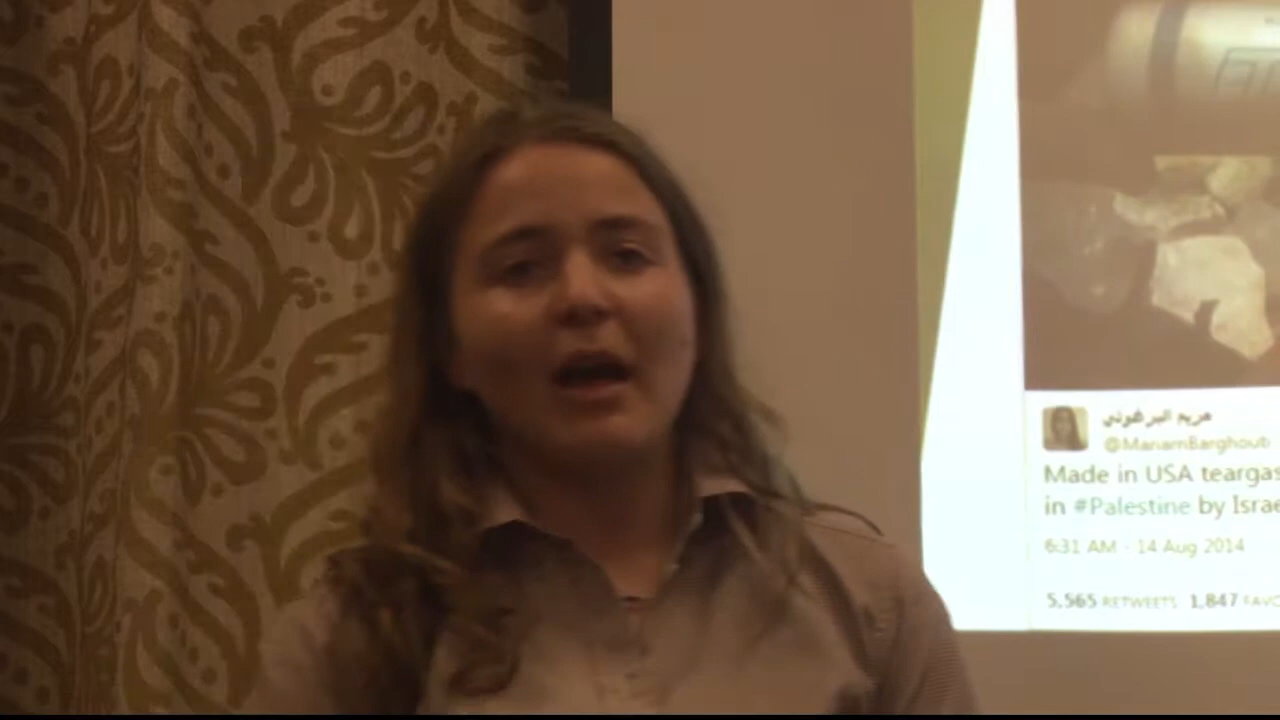 مريم البرغوثي
@MariamBarghouti
Made in USA teargas
in #Palestine by Israe
6:31 AM - 14 Aug 2014
5,565 RETWEETS 1,847 FAVO